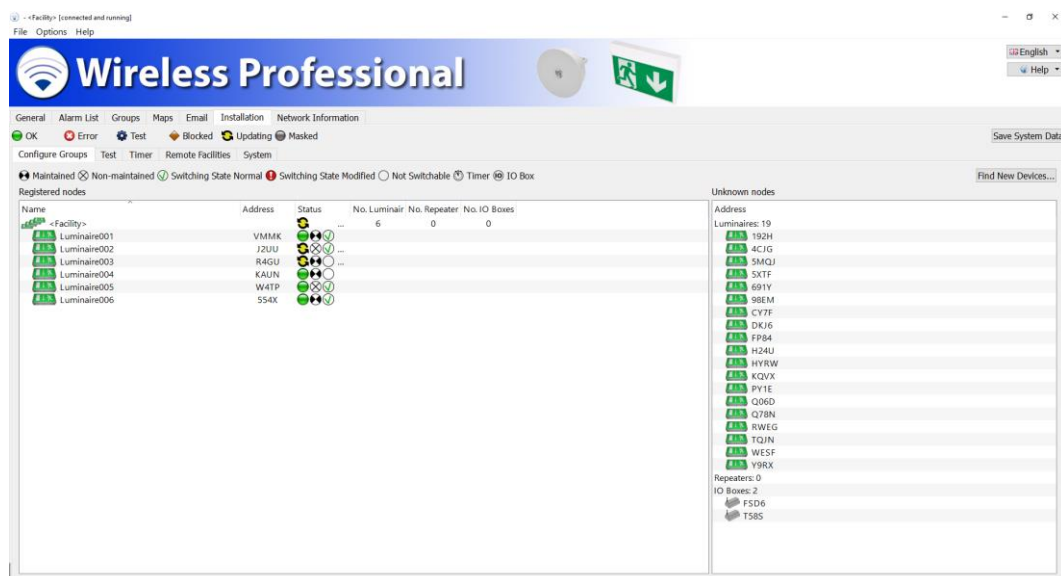 - <Facility> [connected and running]
File Options Help
Wireless Professional
English
Help
General Alarm List Groups Maps Email Installation Network Information
OK Error Test Blocked Updating Masked
Save System Data
Configure Groups Test Timer Remote Facilities System
Maintained Non-maintained Switching State Normal Switching State Modified Not Switchable Timer IO Box
Find New Devices...
Registered nodes
Name Address Status No. Luminair No. Repeater No. IO Boxes
<Facility> ... 6 0 0
Luminaire001 VMMK
Luminaire002 J2UU ...
Luminaire003 R4GU ...
Luminaire004 KAUN
Luminaire005 W4TP
Luminaire006 554X
Unknown nodes
Address
Luminaires: 19
192H
4CJG
5MQJ
5XTF
691Y
98EM
CY7F
DKJ6
FP84
H24U
HYRW
KQVX
PY1E
Q06D
Q78N
RWEG
TQJN
WESF
Y9RX
Repeaters: 0
IO Boxes: 2
FSD6
T58S